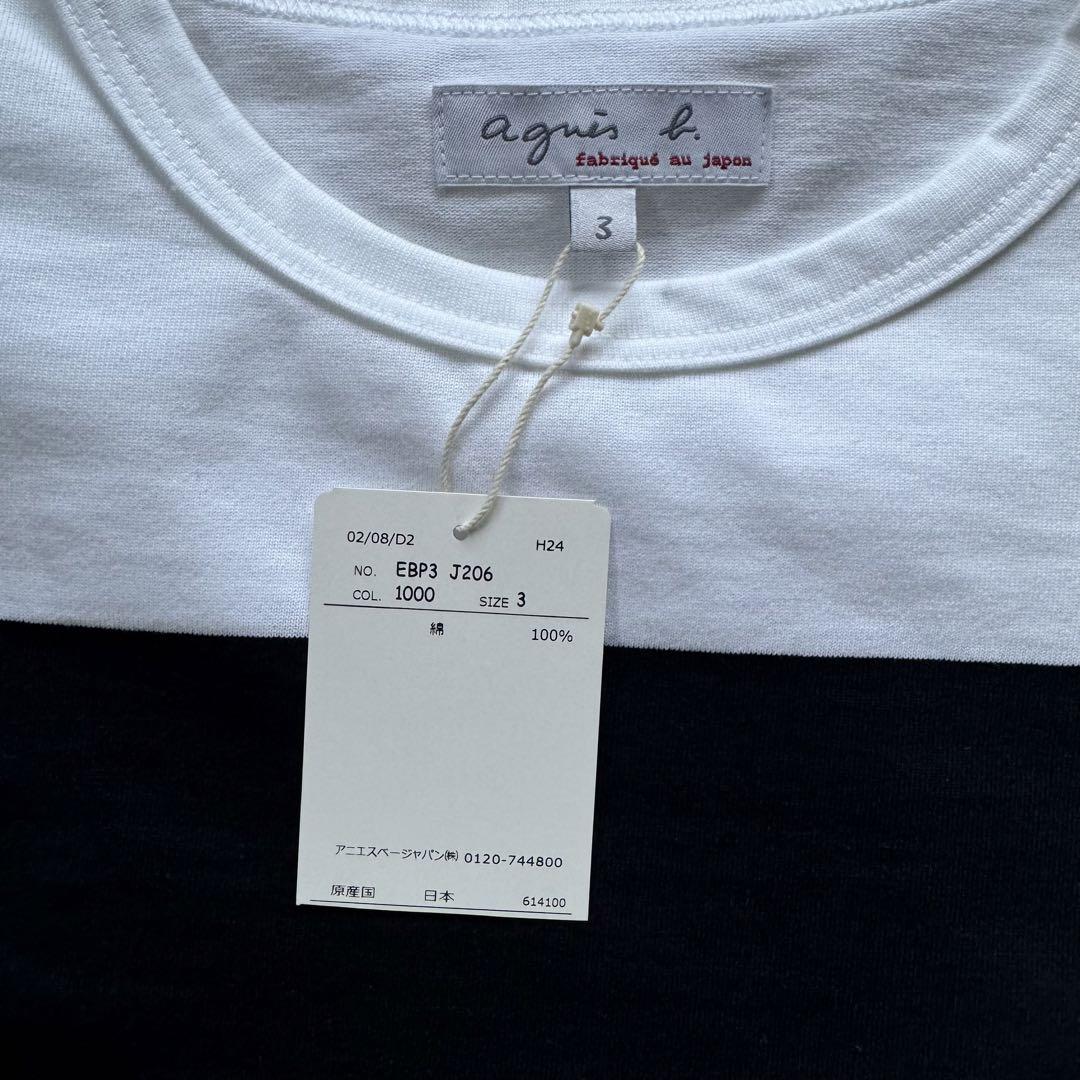 agnès b.
fabriqué au japon
3
02/08/D2 H24
NO. EBP3 J206
COL. 1000 SIZE 3
綿 100%
アニエスベージャパン㈱ 0120-744800
原産国 日本 614100